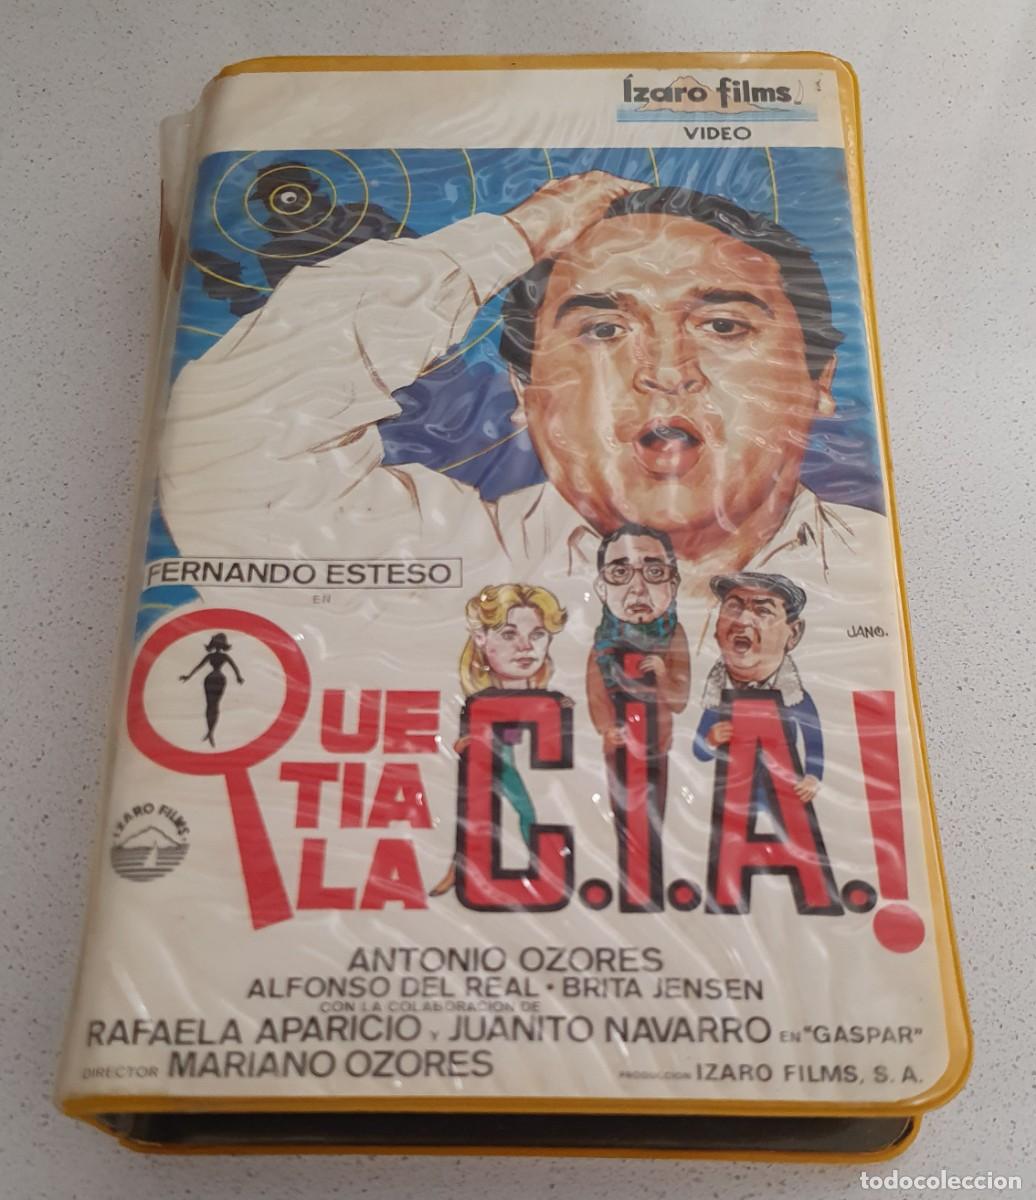 Ízaro films
VIDEO
FERNANDO ESTESO
EN
JANO.
QUE
TIA
LA C.I.A.!
IZARO FILMS
ANTONIO OZORES
ALFONSO DEL REAL · BRITA JENSEN
CON LA COLABORACION DE
RAFAELA APARICIO Y JUANITO NAVARRO EN "GASPAR"
DIRECTOR MARIANO OZORES
PRODUCCION IZARO FILMS, S.A.
todocoleccion